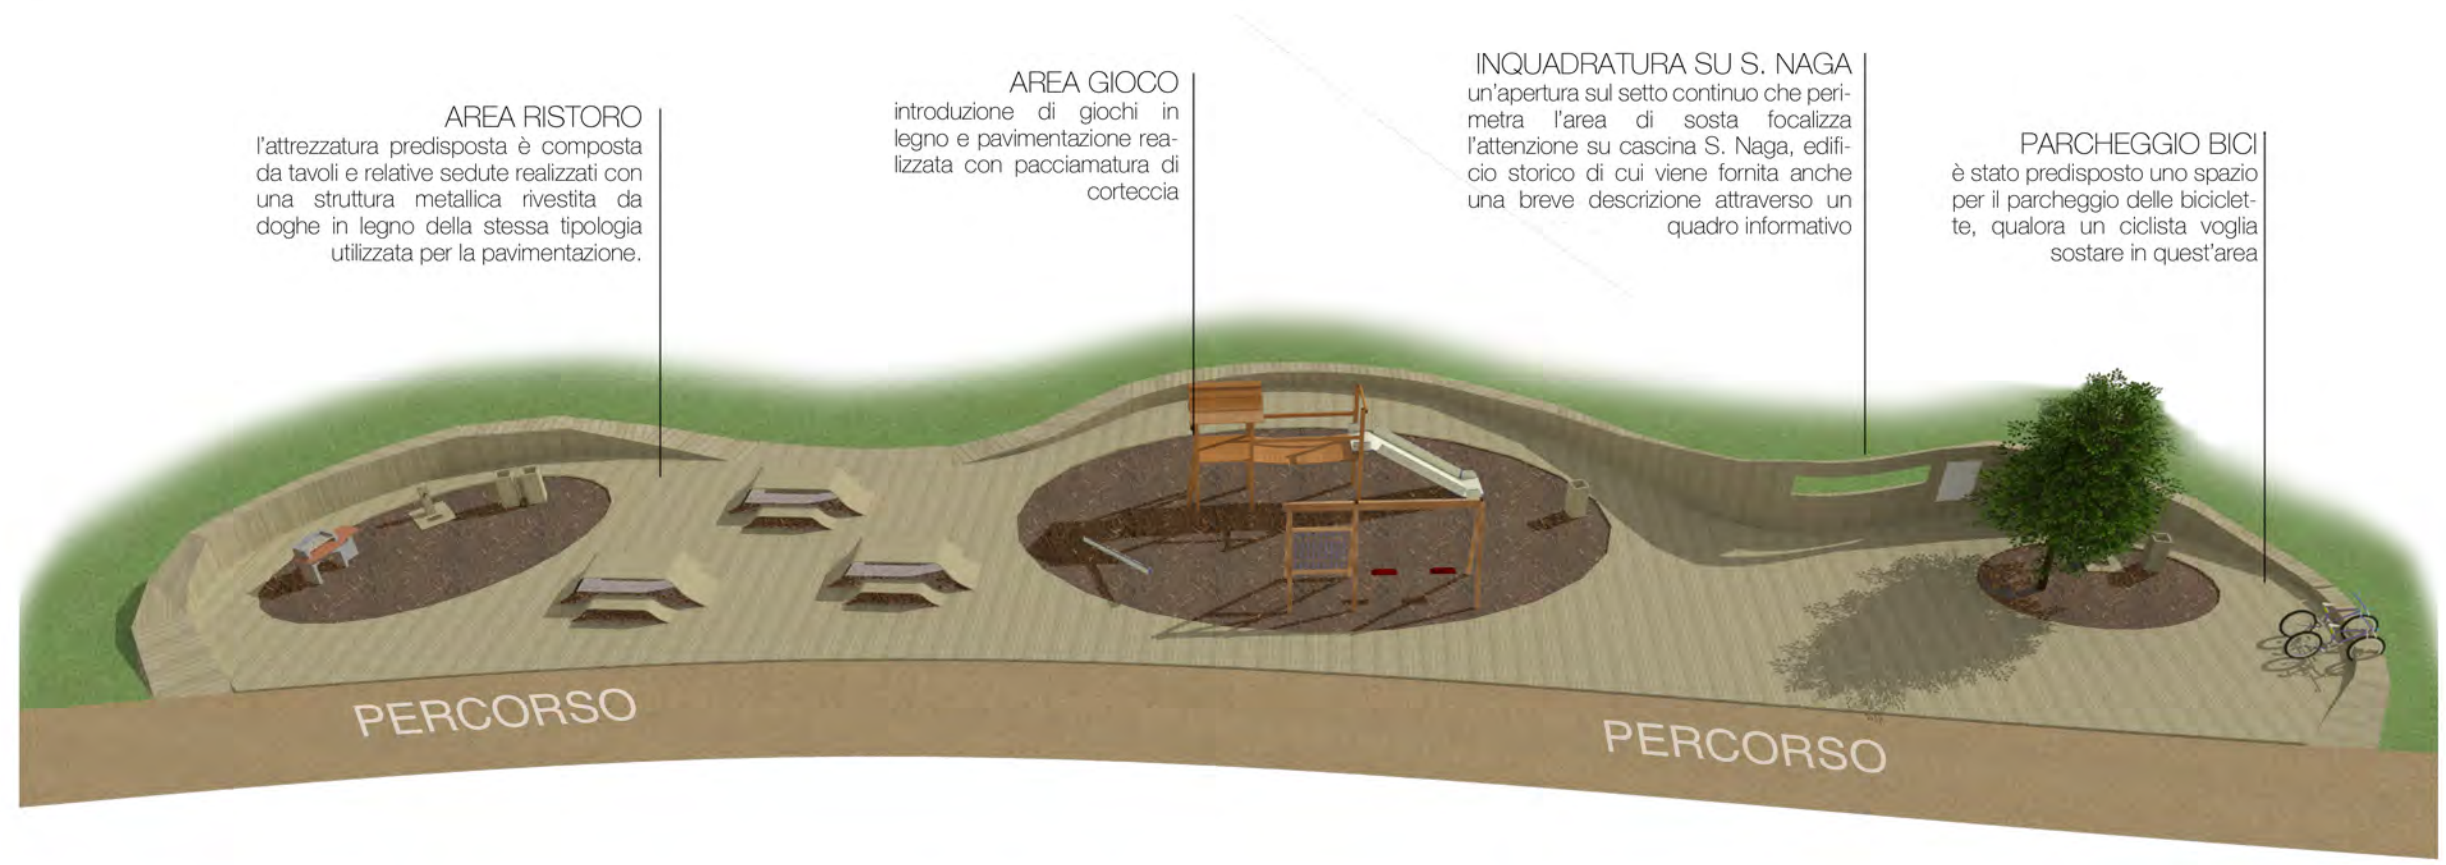 AREA RISTORO
l'attrezzatura predisposta è composta
da tavoli e relative sedute realizzati con
una struttura metallica rivestita da
doghe in legno della stessa tipologia
utilizzata per la pavimentazione.
AREA GIOCO
introduzione di giochi in
legno e pavimentazione rea-
lizzata con pacciamatura di
corteccia
INQUADRATURA SU S. NAGA
un'apertura sul setto continuo che peri-
metra l'area di sosta focalizza
l'attenzione su cascina S. Naga, edifi-
cio storico di cui viene fornita anche
una breve descrizione attraverso un
quadro informativo
PARCHEGGIO BICI
è stato predisposto uno spazio
per il parcheggio delle biciclet-
te, qualora un ciclista voglia
sostare in quest'area
PERCORSO
PERCORSO